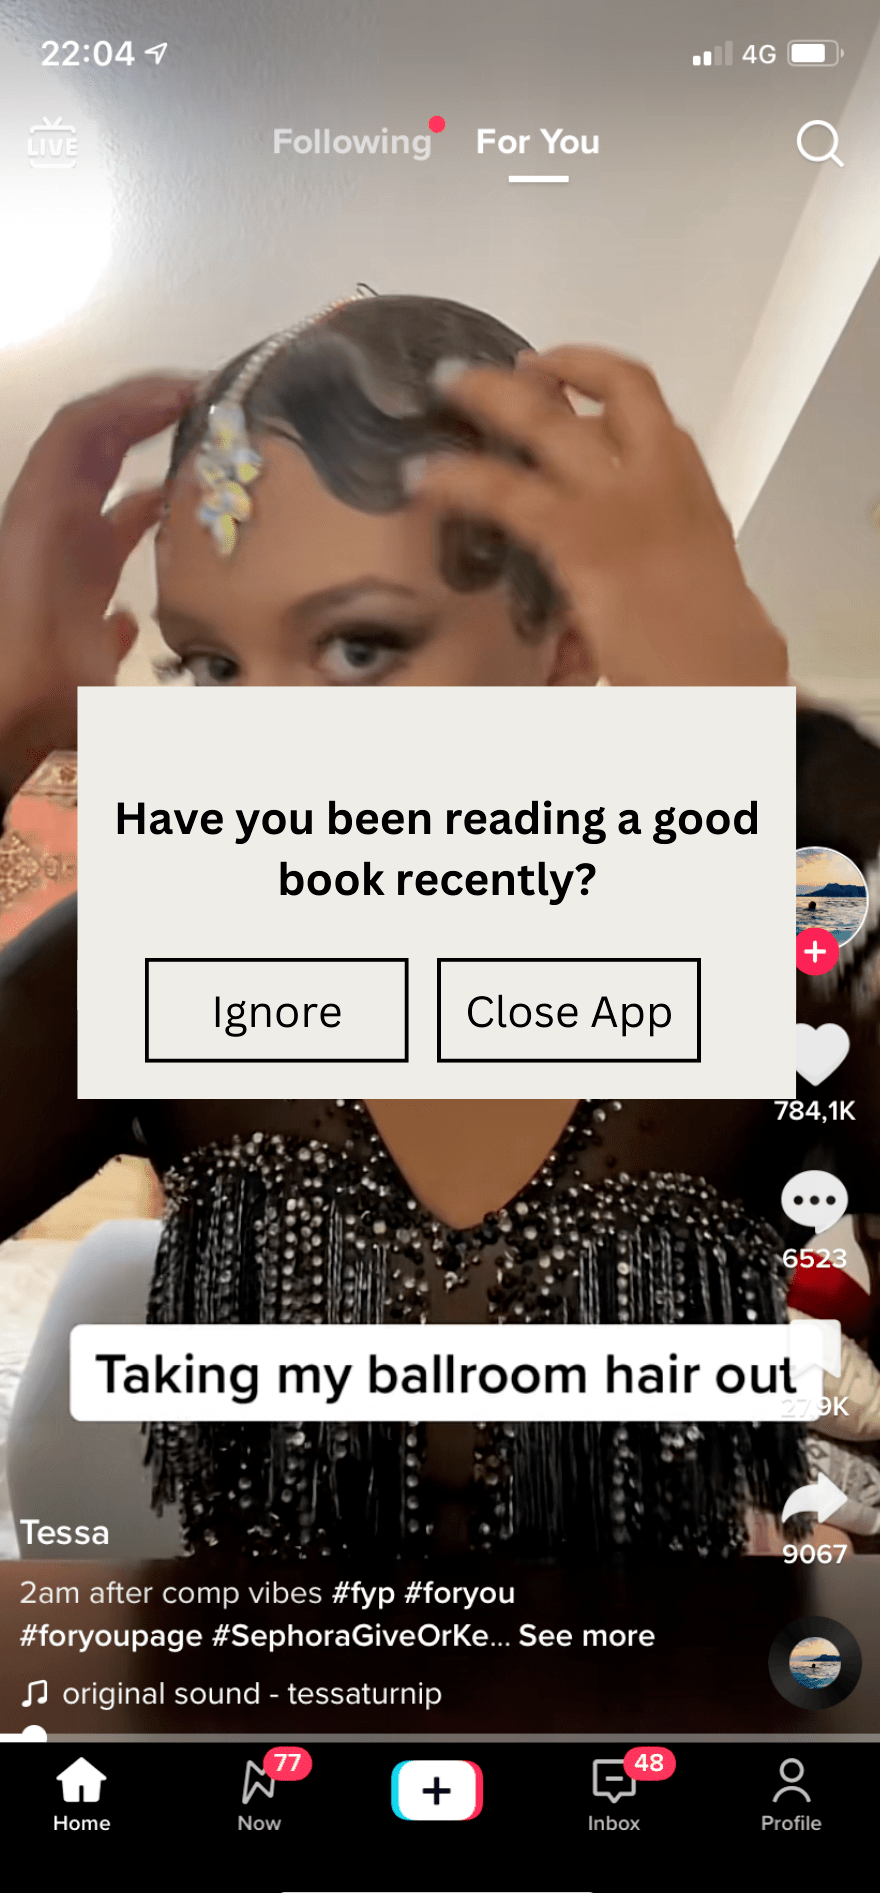 22:04
4G
LIVE
Following
For You
Have you been reading a good
book recently?
Ignore
Close App
784,1K
6523
Taking my ballroom hair out
27,9K
9067
Tessa
2am after comp vibes #fyp #foryou
#foryoupage #SephoraGiveOrKe... See more
original sound - tessaturnip
77
48
Home
Now
Inbox
Profile